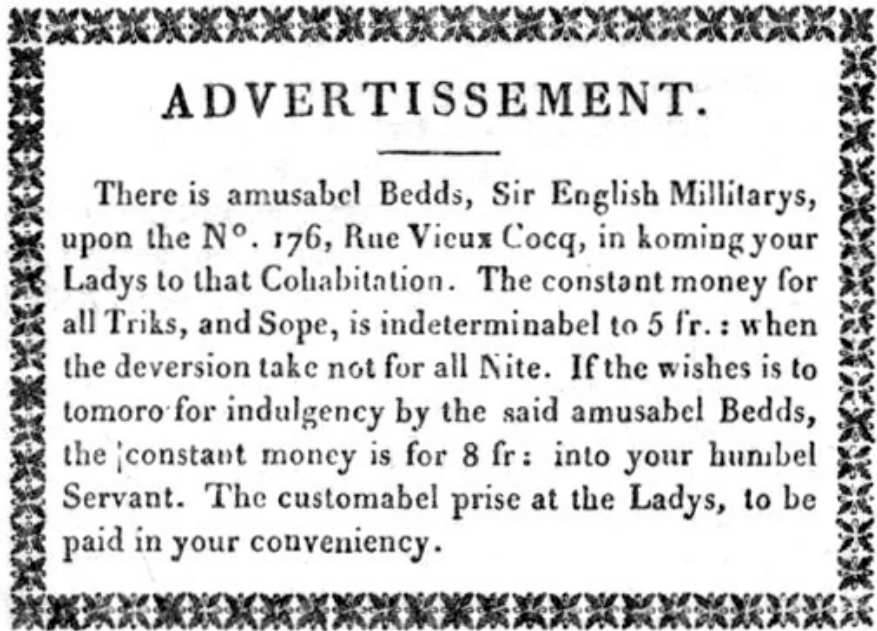 ADVERTISSEMENT.
There is amusabel Bedds, Sir English Millitarys,
upon the Nº. 176, Rue Vieux Cocq, in koming your
Ladys to that Cohabitation. The constant money for
all Triks, and Sope, is indeterminabel to 5 fr. : when
the deversion take not for all Nite. If the wishes is to
tomoro for indulgency by the said amusabel Bedds,
the constant money is for 8 fr: into your humbel
Servant. The customabel prise at the Ladys, to be
paid in your conveniency.